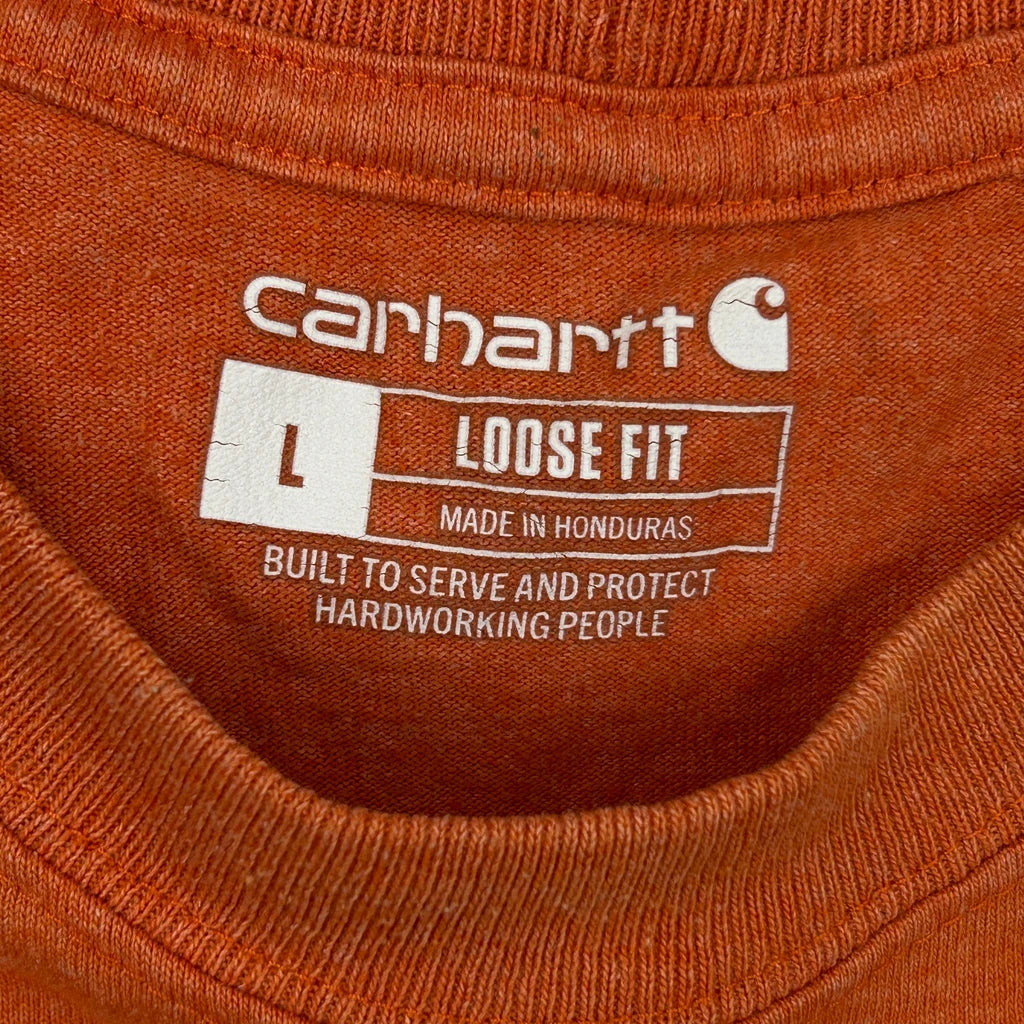 carhartt
L
LOOSE FIT
MADE IN HONDURAS
BUILT TO SERVE AND PROTECT
HARDWORKING PEOPLE